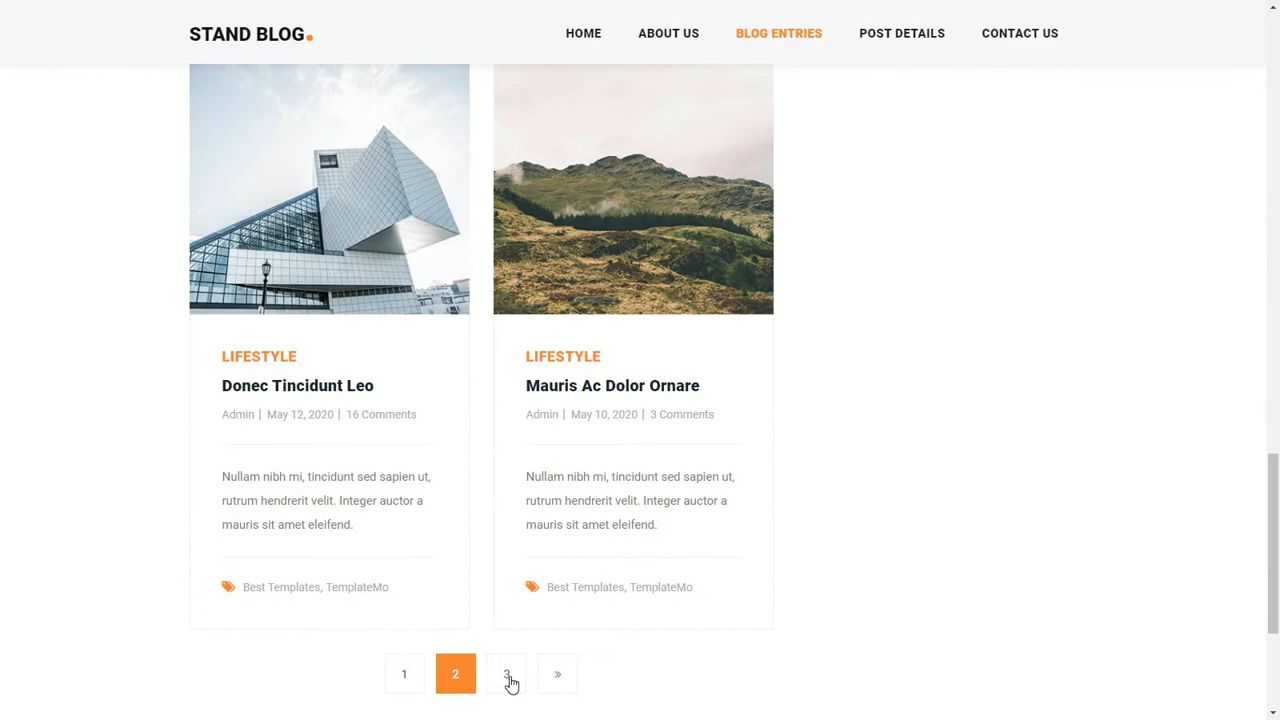 STAND BLOG.
HOME ABOUT US BLOG ENTRIES POST DETAILS CONTACT US
LIFESTYLE
Donec Tincidunt Leo
Admin | May 12, 2020 | 16 Comments
Nullam nibh mi, tincidunt sed sapien ut,
rutrum hendrerit velit. Integer auctor a
mauris sit amet eleifend.
Best Templates, TemplateMo
LIFESTYLE
Mauris Ac Dolor Ornare
Admin | May 10, 2020 | 3 Comments
Nullam nibh mi, tincidunt sed sapien ut,
rutrum hendrerit velit. Integer auctor a
mauris sit amet eleifend.
Best Templates, TemplateMo
1 2 3 »